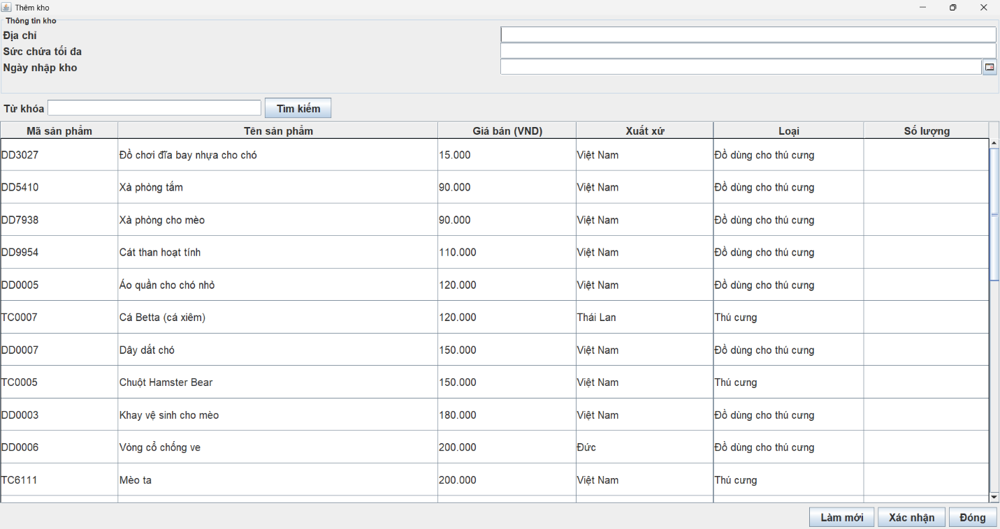 Thêm kho
Thông tin kho
Địa chỉ
Sức chứa tối đa
Ngày nhập kho
Từ khóa Tìm kiếm
Mã sản phẩm Tên sản phẩm Giá bán (VND) Xuất xứ Loại Số lượng
DD3027 Đồ chơi đĩa bay nhựa cho chó 15.000 Việt Nam Đồ dùng cho thú cưng
DD5410 Xà phòng tắm 90.000 Việt Nam Đồ dùng cho thú cưng
DD7938 Xà phòng cho mèo 90.000 Việt Nam Đồ dùng cho thú cưng
DD9954 Cát than hoạt tính 110.000 Việt Nam Đồ dùng cho thú cưng
DD0005 Áo quần cho chó nhỏ 120.000 Việt Nam Đồ dùng cho thú cưng
TC0007 Cá Betta (cá xiêm) 120.000 Thái Lan Thú cưng
DD0007 Dây dắt chó 150.000 Việt Nam Đồ dùng cho thú cưng
TC0005 Chuột Hamster Bear 150.000 Việt Nam Thú cưng
DD0003 Khay vệ sinh cho mèo 180.000 Việt Nam Đồ dùng cho thú cưng
DD0006 Vòng cổ chống ve 200.000 Đức Đồ dùng cho thú cưng
TC6111 Mèo ta 200.000 Việt Nam Thú cưng
Làm mới Xác nhận Đóng